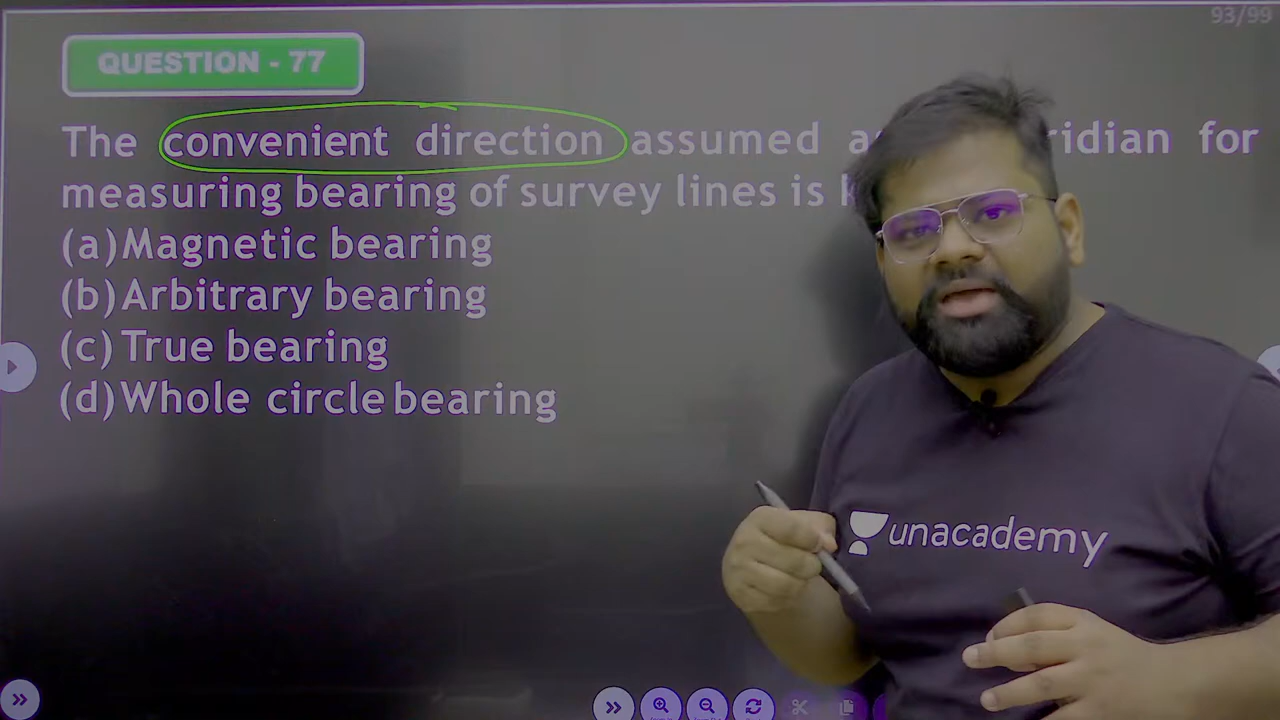 93/99
QUESTION - 77
The convenient direction assumed ridian for
measuring bearing of survey lines is
(a) Magnetic bearing
(b) Arbitrary bearing
(c) True bearing
(d) Whole circle bearing
unacademy